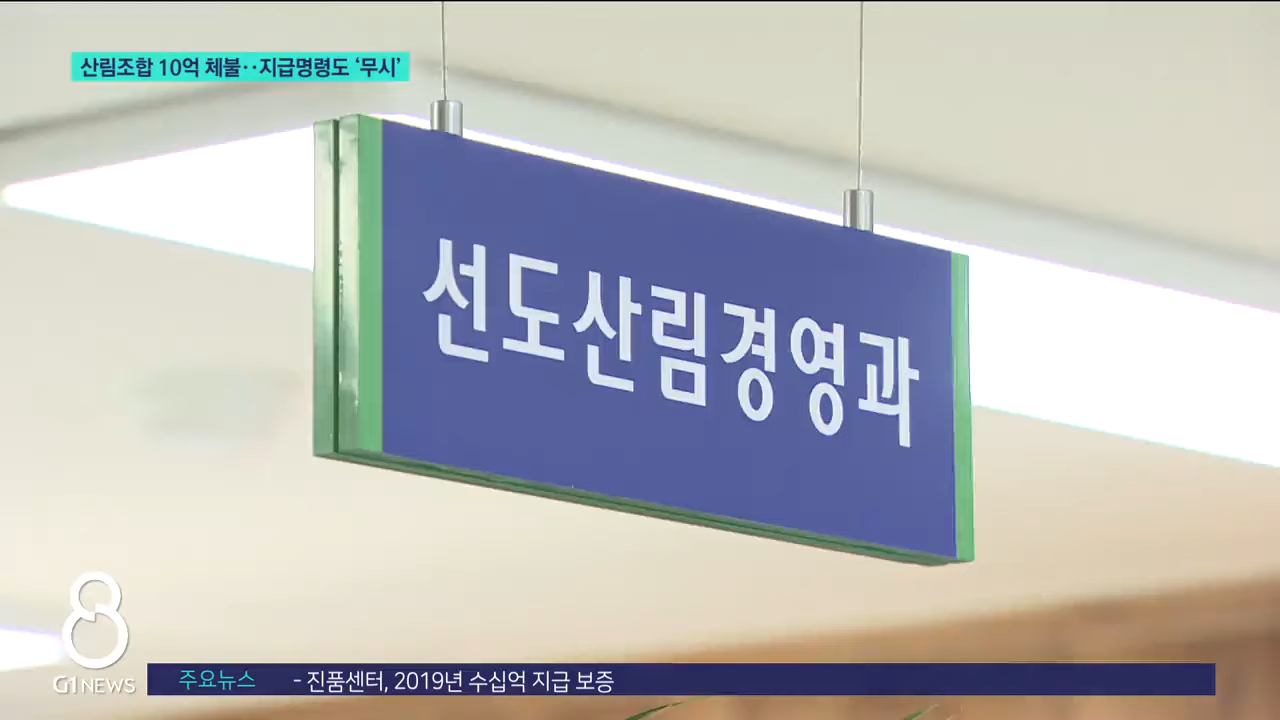 산림조합 10억 체불‥지급명령도 ‘무시’
선도산림경영과
8
G1 NEWS
주요뉴스 - 진품센터, 2019년 수십억 지급 보증